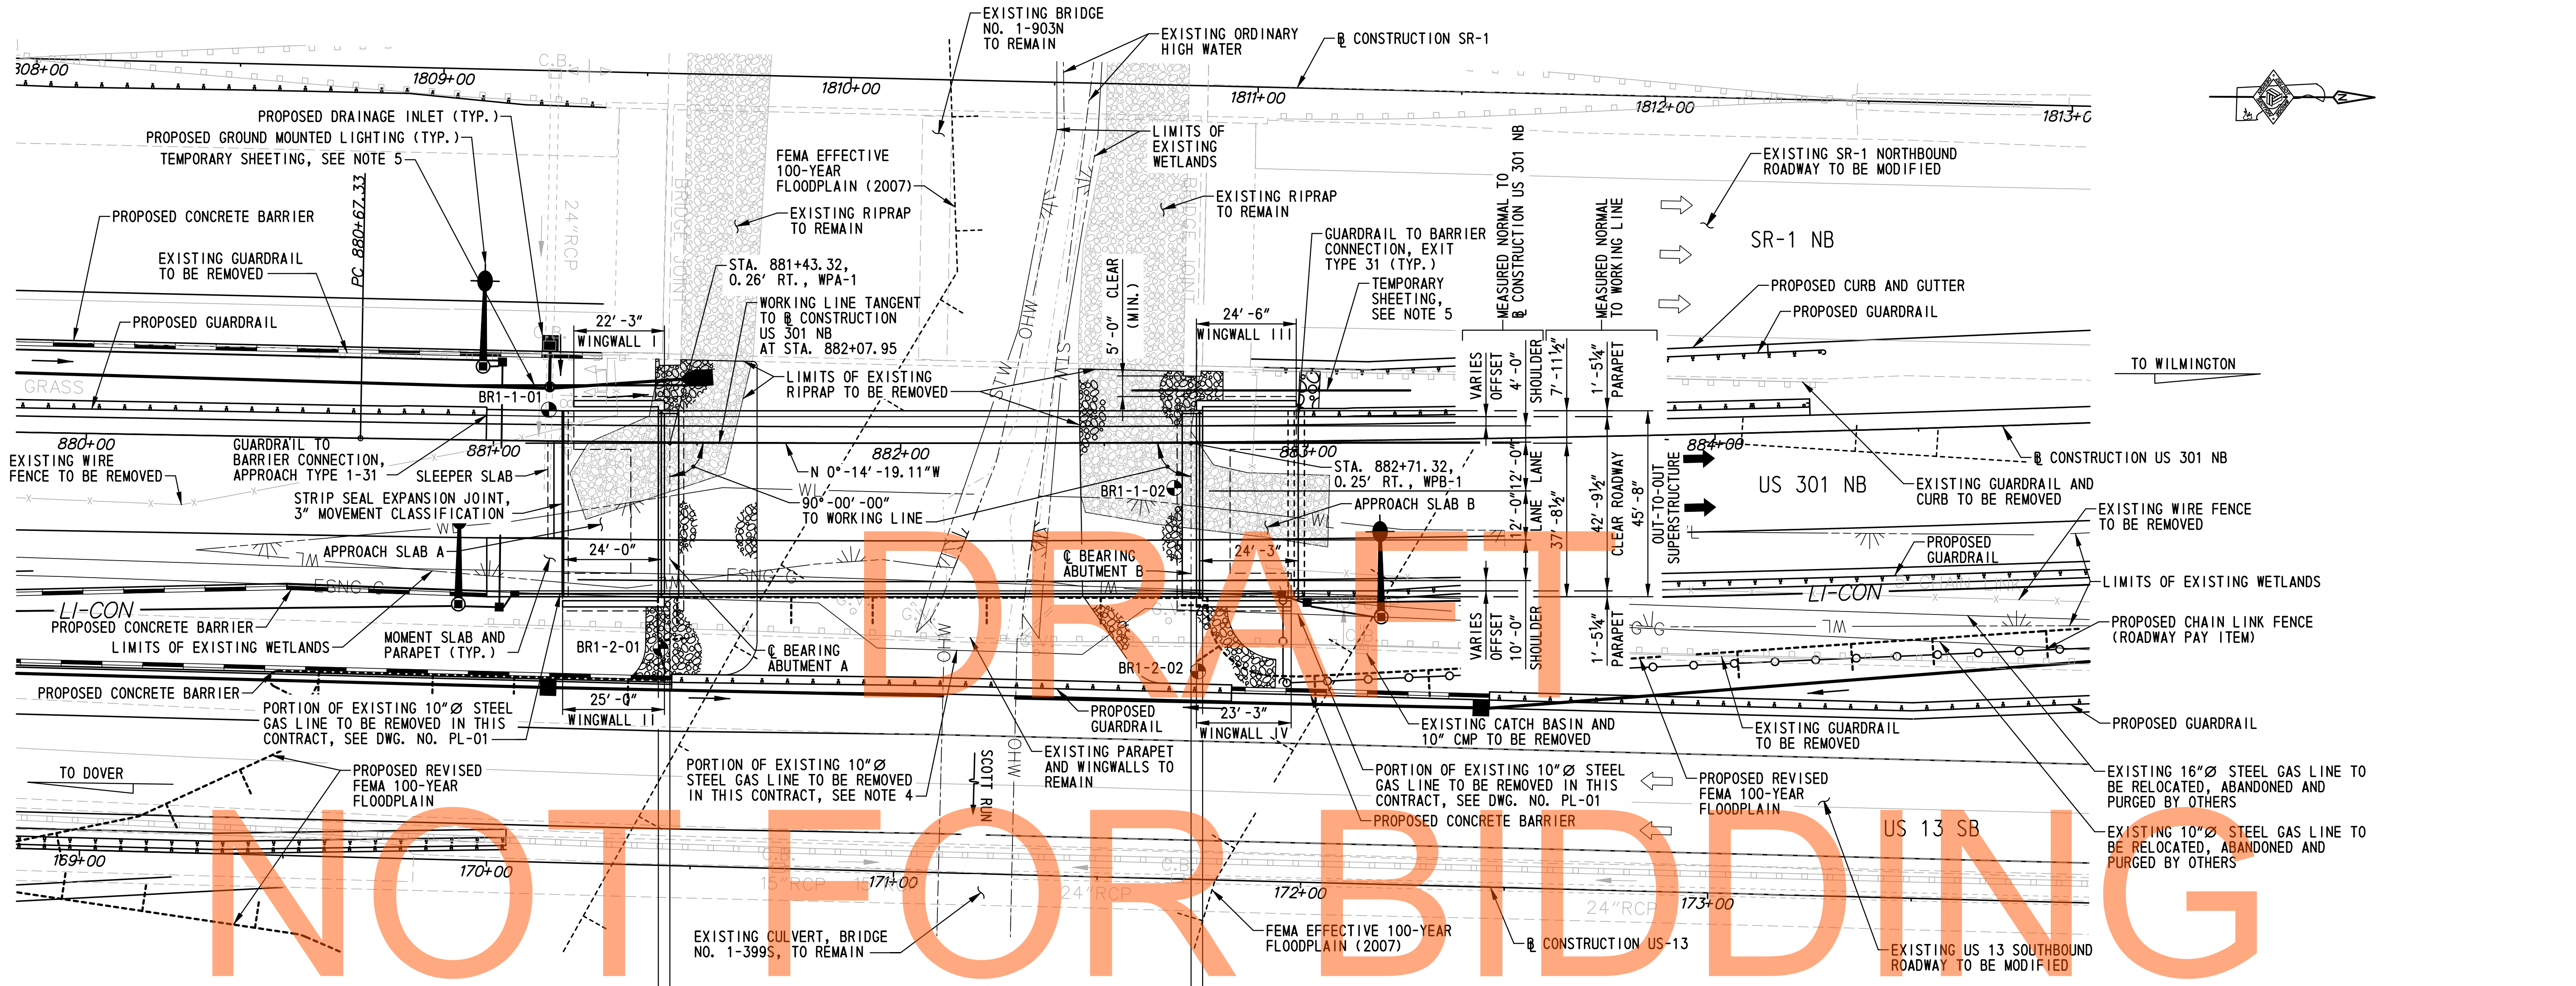 EXISTING BRIDGE
NO. 1-903N
TO REMAIN
EXISTING ORDINARY
HIGH WATER
℄ CONSTRUCTION SR-1
308+00
1809+00
1810+00
1811+00
1812+00
1813+0
C.B.
PROPOSED DRAINAGE INLET (TYP.)
PROPOSED GROUND MOUNTED LIGHTING (TYP.)
TEMPORARY SHEETING, SEE NOTE 5
PROPOSED CONCRETE BARRIER
EXISTING GUARDRAIL
TO BE REMOVED
PROPOSED GUARDRAIL
PC 880+67.33
24"RCP
BRIDGE JOINT
FEMA EFFECTIVE
100-YEAR
FLOODPLAIN (2007)
EXISTING RIPRAP
TO REMAIN
LIMITS OF
EXISTING
WETLANDS
EXISTING RIPRAP
TO REMAIN
BRIDGE JOINT
GUARDRAIL TO BARRIER
CONNECTION, EXIT
TYPE 31 (TYP.)
TEMPORARY
SHEETING,
SEE NOTE 5
MEASURED NORMAL TO
℄ CONSTRUCTION US 301 NB
MEASURED NORMAL
TO WORKING LINE
EXISTING SR-1 NORTHBOUND
ROADWAY TO BE MODIFIED
SR-1 NB
PROPOSED CURB AND GUTTER
PROPOSED GUARDRAIL
TO WILMINGTON
STA. 881+43.32,
0.26' RT., WPA-1
WORKING LINE TANGENT
TO ℄ CONSTRUCTION
US 301 NB
AT STA. 882+07.95
22'-3"
WINGWALL I
5'-0" CLEAR
(MIN.)
24'-6"
WINGWALL III
LIMITS OF EXISTING
RIPRAP TO BE REMOVED
OHW
WTS
WTS
GRASS
C.B.
BR1-1-01
880+00
881+00
882+00
883+00
884+00
EXISTING WIRE
FENCE TO BE REMOVED
GUARDRAIL TO
BARRIER CONNECTION,
APPROACH TYPE 1-31
SLEEPER SLAB
STRIP SEAL EXPANSION JOINT,
3" MOVEMENT CLASSIFICATION
N 0°-14'-19.11"W
90°-00'-00"
TO WORKING LINE
WL
BR1-1-02
STA. 882+71.32,
0.25' RT., WPB-1
APPROACH SLAB B
WL
VARIES
OFFSET
4'-0"
SHOULDER
12'-0"
LANE
12'-0"
LANE
VARIES
OFFSET
10'-0"
SHOULDER
7'-11½"
37'-8½"
1'-5¼"
PARAPET
42'-9½"
CLEAR ROADWAY
1'-5¼"
PARAPET
45'-8"
OUT-TO-OUT
SUPERSTRUCTURE
US 301 NB
℄ CONSTRUCTION US 301 NB
EXISTING GUARDRAIL AND
CURB TO BE REMOVED
EXISTING WIRE FENCE
TO BE REMOVED
PROPOSED
GUARDRAIL
LIMITS OF EXISTING WETLANDS
LI-CON
PROPOSED CHAIN LINK FENCE
(ROADWAY PAY ITEM)
APPROACH SLAB A
24'-0"
WL
WL
ESNG G
ESNG G
℄ BEARING
ABUTMENT B
24'-3"
LI-CON
PROPOSED CONCRETE BARRIER
LIMITS OF EXISTING WETLANDS
MOMENT SLAB AND
PARAPET (TYP.)
BR1-2-01
℄ BEARING
ABUTMENT A
BR1-2-02
DRAFT
PROPOSED CONCRETE BARRIER
PORTION OF EXISTING 10"Ø STEEL
GAS LINE TO BE REMOVED IN THIS
CONTRACT, SEE DWG. NO. PL-01
25'-0"
WINGWALL II
23'-3"
WINGWALL IV
PROPOSED
GUARDRAIL
EXISTING CATCH BASIN AND
10" CMP TO BE REMOVED
EXISTING GUARDRAIL
TO BE REMOVED
PROPOSED GUARDRAIL
TO DOVER
PROPOSED REVISED
FEMA 100-YEAR
FLOODPLAIN
PORTION OF EXISTING 10"Ø
STEEL GAS LINE TO BE REMOVED
IN THIS CONTRACT, SEE NOTE 4
SCOTT RUN
OHW
OHW
EXISTING PARAPET
AND WINGWALLS TO
REMAIN
PORTION OF EXISTING 10"Ø STEEL
GAS LINE TO BE REMOVED IN THIS
CONTRACT, SEE DWG. NO. PL-01
PROPOSED CONCRETE BARRIER
PROPOSED REVISED
FEMA 100-YEAR
FLOODPLAIN
EXISTING 16"Ø STEEL GAS LINE TO
BE RELOCATED, ABANDONED AND
PURGED BY OTHERS
EXISTING 10"Ø STEEL GAS LINE TO
BE RELOCATED, ABANDONED AND
PURGED BY OTHERS
US 13 SB
NOT FOR BIDDING
169+00
170+00
171+00
172+00
173+00
C.B.
15"RCP
C.B.
24"RCP
24"RCP
EXISTING CULVERT, BRIDGE
NO. 1-399S, TO REMAIN
FEMA EFFECTIVE 100-YEAR
FLOODPLAIN (2007)
℄ CONSTRUCTION US-13
EXISTING US 13 SOUTHBOUND
ROADWAY TO BE MODIFIED